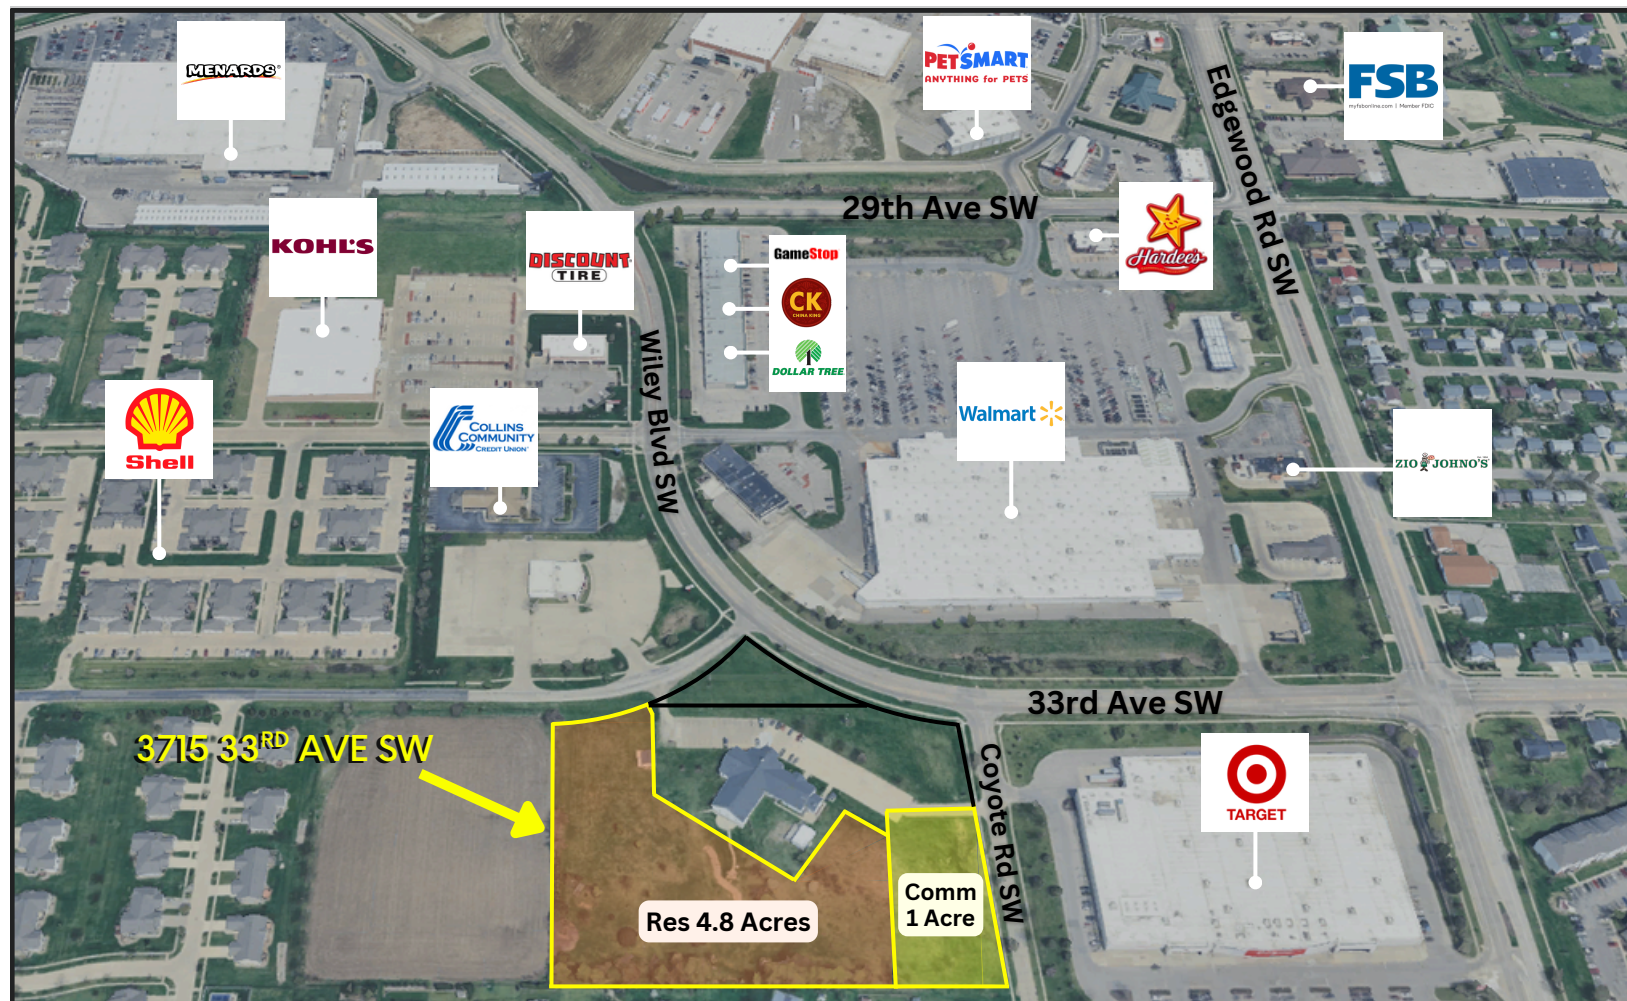 MENARDS®
PETSMART
ANYTHING for PETS
FSB
myfsbonline.com | Member FDIC
Edgewood Rd SW
29th Ave SW
KOHL'S
DISCOUNT
TIRE
GameStop
CK
CHINA KING
DOLLAR TREE
Hardee's
Wiley Blvd SW
Shell
COLLINS
COMMUNITY
CREDIT UNION
Walmart
ZIO JOHNO'S
33rd Ave SW
3715 33RD AVE SW
Coyote Rd SW
TARGET
Comm
1 Acre
Res 4.8 Acres